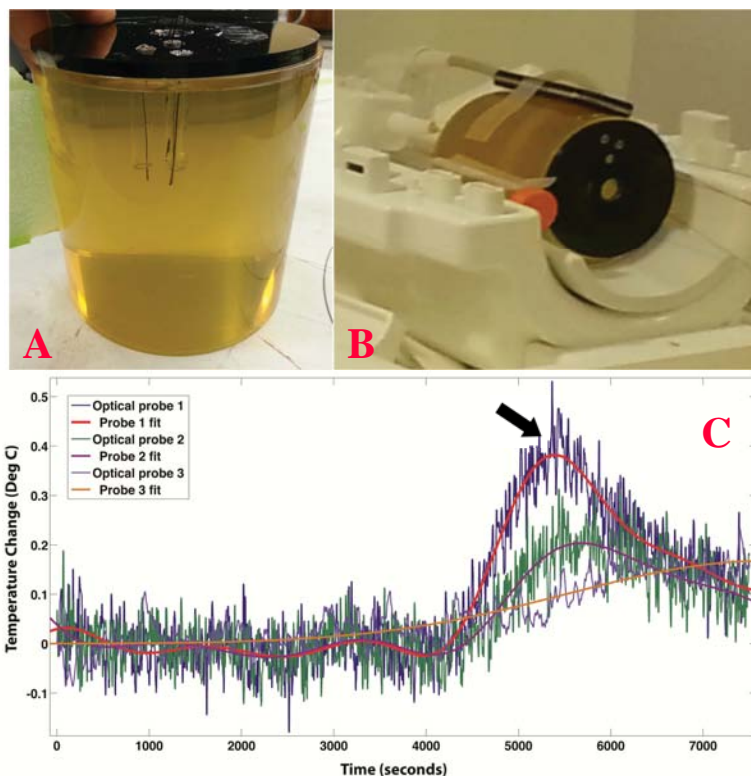 A
B
C
0.5
0.4
0.3
0.2
0.1
0
-0.1
Temperature Change (Deg C)
Optical probe 1
Probe 1 fit
Optical probe 2
Probe 2 fit
Optical probe 3
Probe 3 fit
0 1000 2000 3000 4000 5000 6000 7000
Time (seconds)